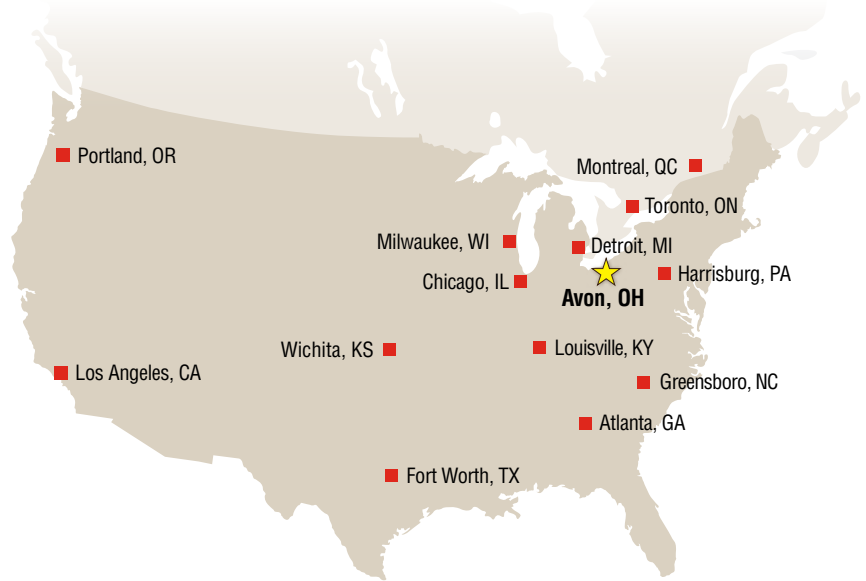 Portland, OR
Montreal, QC
Toronto, ON
Milwaukee, WI
Detroit, MI
Chicago, IL
Harrisburg, PA
Avon, OH
Wichita, KS
Louisville, KY
Los Angeles, CA
Greensboro, NC
Atlanta, GA
Fort Worth, TX